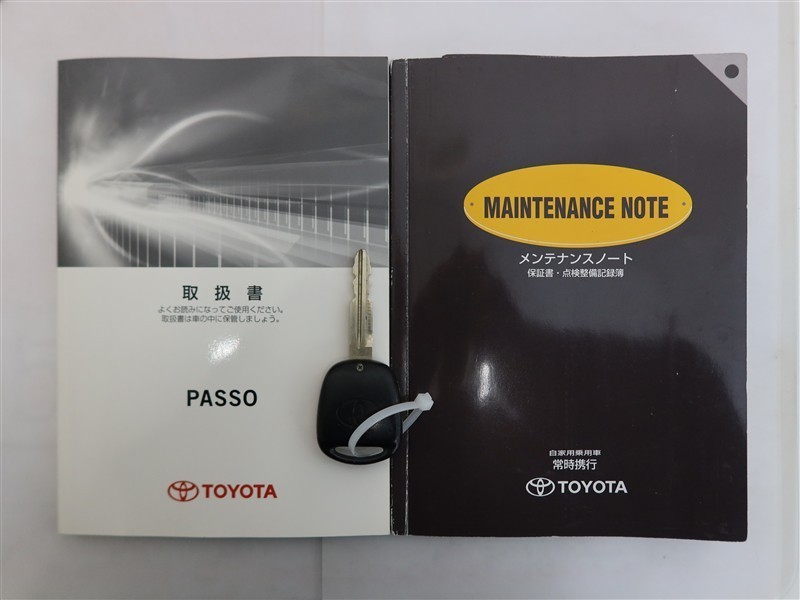 取扱書
よくお読みになってご使用ください。
取扱書は車の中に保管しましょう。
PASSO
TOYOTA
MAINTENANCE NOTE
メンテナンスノート
保証書・点検整備記録簿
自家用乗用車
常時携行
TOYOTA